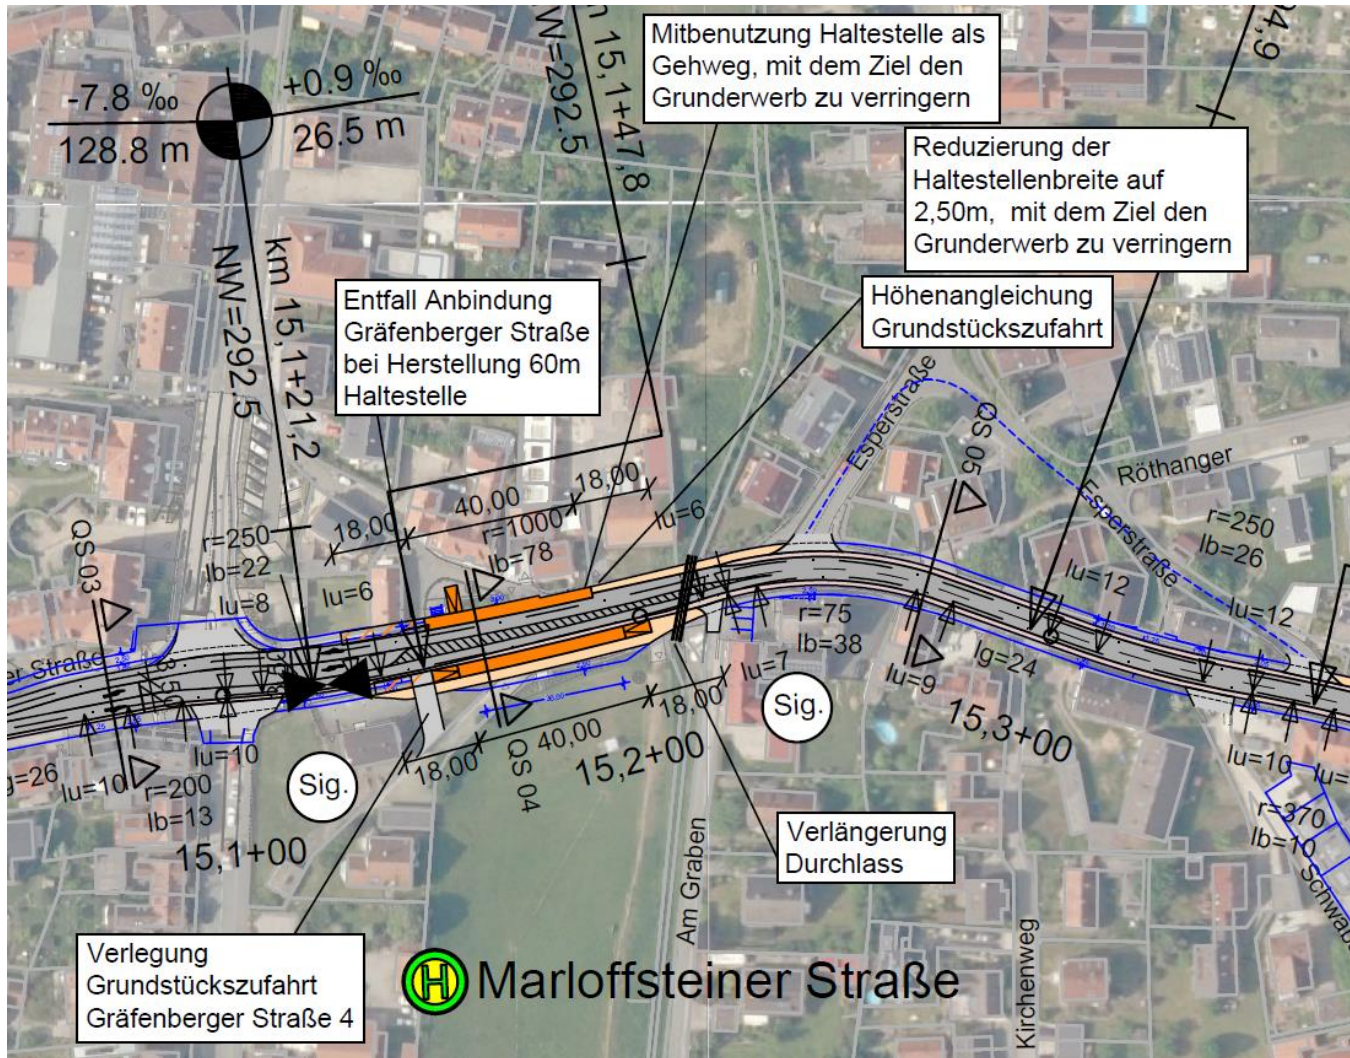 Mitbenutzung Haltestelle als
Gehweg, mit dem Ziel den
Grunderwerb zu verringern
Reduzierung der
Haltestellenbreite auf
2,50m, mit dem Ziel den
Grunderwerb zu verringern
-7.8 ‰
+0.9 ‰
128.8 m
26.5 m
15,1+47,8
NW=292.5
04,9
km 15,1+21,2
NW=292.5
Entfall Anbindung
Gräfenberger Straße
bei Herstellung 60m
Haltestelle
Höhenangleichung
Grundstückszufahrt
Esperstraße
QS 05
Röthanger
Esperstraße
r=250
lb=26
18,00
40,00
18,00
r=1000
lb=78
lu=6
r=250
lb=22
lu=8
lu=6
QS 03
er Straße
lu=12
lu=12
r=75
lb=38
lu=7
lg=24
lu=9
15,3+00
Sig.
18,00
40,00
18,00
QS 04
15,2+00
Sig.
g=26
lu=10
lu=10
r=200
lb=13
15,1+00
lu=10
lu=
r=370
lb=10
Schwab
Am Graben
Verlängerung
Durchlass
Kirchenweg
Verlegung
Grundstückszufahrt
Gräfenberger Straße 4
H Marloffsteiner Straße